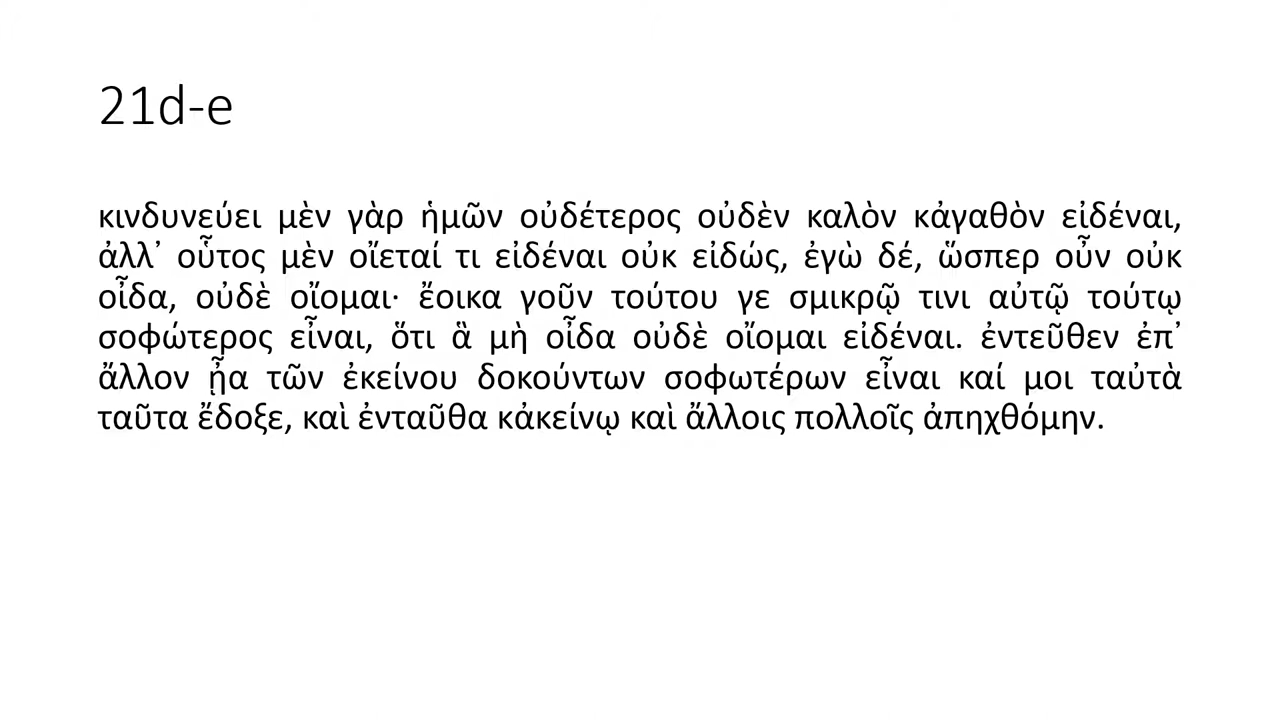 21d-e
κινδυνεύει μὲν γὰρ ἡμῶν οὐδέτερος οὐδὲν καλὸν κἀγαθὸν εἰδέναι,
ἀλλ᾽ οὗτος μὲν οἴεταί τι εἰδέναι οὐκ εἰδώς, ἐγὼ δέ, ὥσπερ οὖν οὐκ
οἶδα, οὐδὲ οἴομαι· ἔοικα γοῦν τούτου γε σμικρῷ τινι αὐτῷ τούτῳ
σοφώτερος εἶναι, ὅτι ἃ μὴ οἶδα οὐδὲ οἴομαι εἰδέναι. ἐντεῦθεν ἐπ᾽
ἄλλον ᾖα τῶν ἐκείνου δοκούντων σοφωτέρων εἶναι καί μοι ταὐτὰ
ταῦτα ἔδοξε, καὶ ἐνταῦθα κἀκείνῳ καὶ ἄλλοις πολλοῖς ἀπηχθόμην.